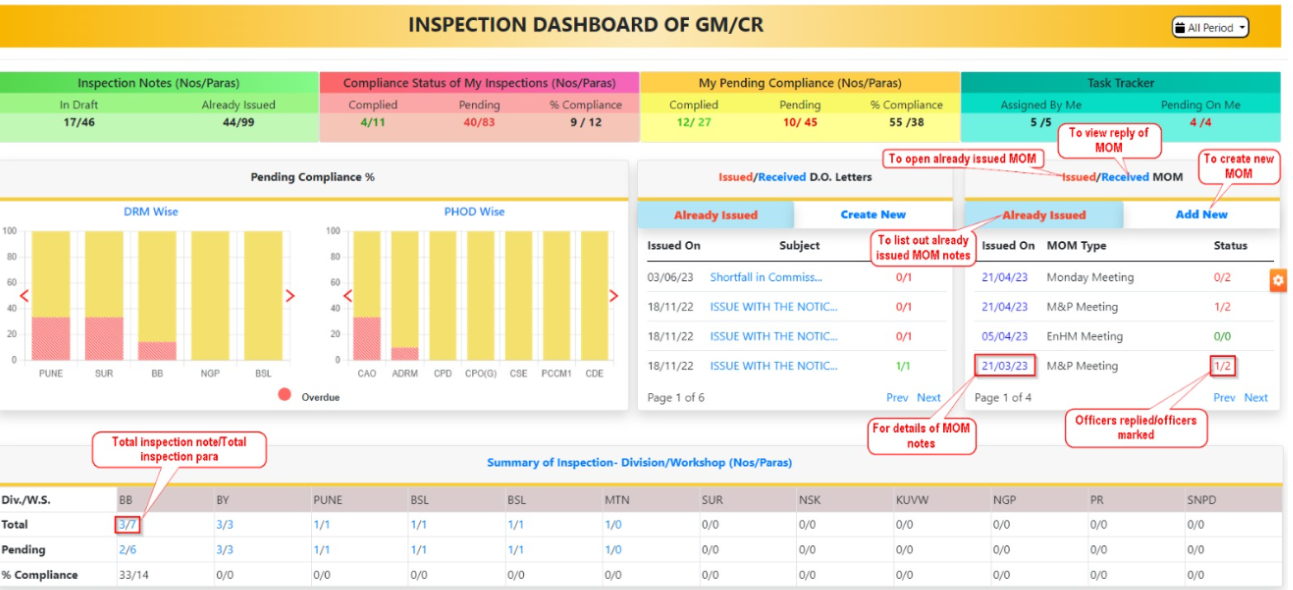 INSPECTION DASHBOARD OF GM/CR
All Period
Inspection Notes (Nos/Paras)
In Draft Already Issued
17/46 44/99
Compliance Status of My Inspections (Nos/Paras)
Complied Pending % Compliance
4/11 40/83 9 / 12
My Pending Compliance (Nos/Paras)
Complied Pending % Compliance
12/ 27 10/ 45 55 /38
Task Tracker
Assigned By Me Pending On Me
5 /5 4 /4
To view reply of
MOM
To open already issued MOM
To create new
MOM
Pending Compliance %
DRM Wise
100
80
60
40
20
0
PUNE SUR BB NGP BSL
PHOD Wise
100
80
60
40
20
0
CAO ADRM CPD CPO(G) CSE PCCM1 CDE
Overdue
Issued/Received D.O. Letters
Already Issued Create New
Issued On Subject
03/06/23 Shortfall in Commiss... 0/1
18/11/22 ISSUE WITH THE NOTIC... 0/1
18/11/22 ISSUE WITH THE NOTIC... 0/1
18/11/22 ISSUE WITH THE NOTIC... 1/1
Page 1 of 6 Prev Next
To list out already
issued MOM notes
Issued/Received MOM
Already Issued Add New
Issued On MOM Type Status
21/04/23 Monday Meeting 0/2
21/04/23 M&P Meeting 1/2
05/04/23 EnHM Meeting 0/0
21/03/23 M&P Meeting 1/2
Page 1 of 4 Prev Next
For details of MOM
notes
Officers replied/officers
marked
Total inspection note/Total
inspection para
Summary of Inspection- Division/Workshop (Nos/Paras)
Div./W.S. BB BY PUNE BSL BSL MTN SUR NSK KUVW NGP PR SNPD
Total 3/7 3/3 1/1 1/1 1/1 1/0 0/0 0/0 0/0 0/0 0/0 0/0
Pending 2/6 3/3 1/1 1/1 1/1 1/0 0/0 0/0 0/0 0/0 0/0 0/0
% Compliance 33/14 0/0 0/0 0/0 0/0 0/0 0/0 0/0 0/0 0/0 0/0 0/0